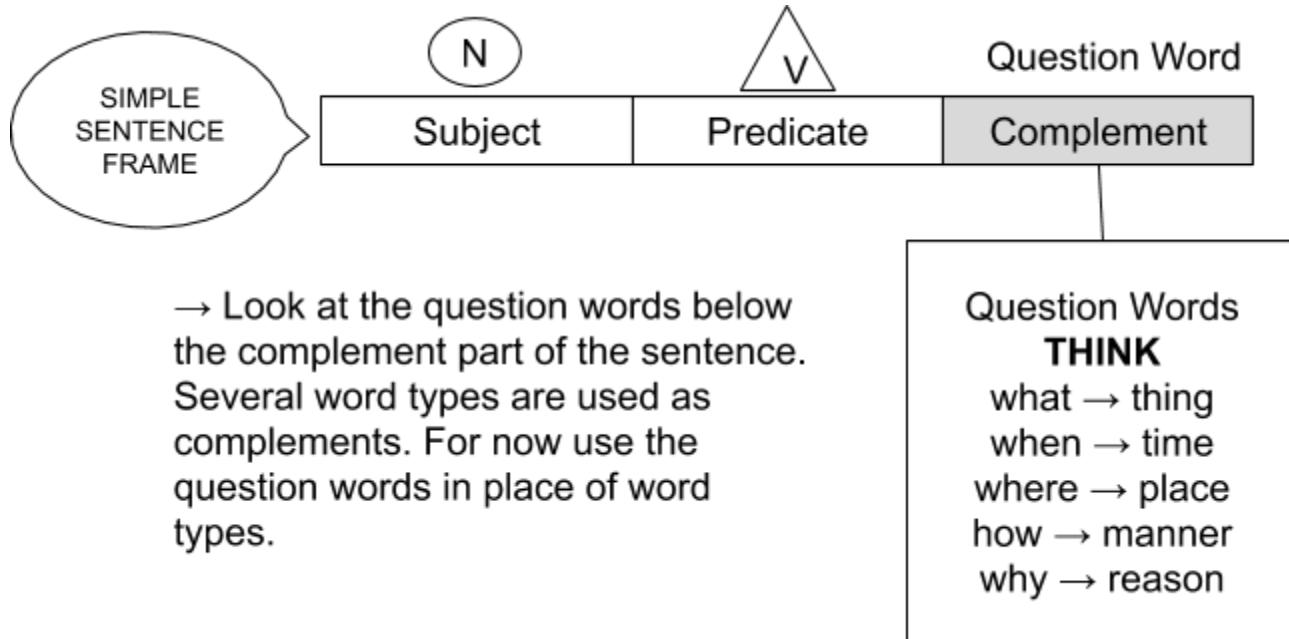 SIMPLE
SENTENCE
FRAME
N
V
Question Word
Subject
Predicate
Complement
→ Look at the question words below
the complement part of the sentence.
Several word types are used as
complements. For now use the
question words in place of word
types.
Question Words
THINK
what → thing
when → time
where → place
how → manner
why → reason